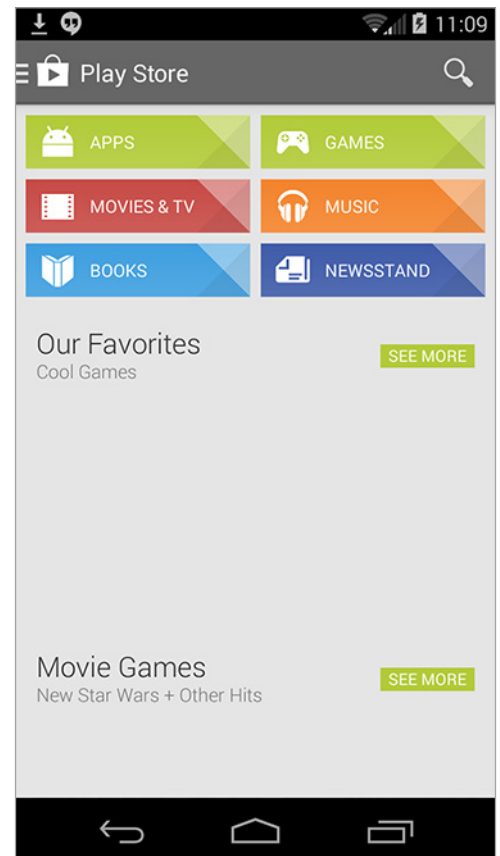 11:09
Play Store
APPS
GAMES
MOVIES & TV
MUSIC
BOOKS
NEWSSTAND
Our Favorites
SEE MORE
Cool Games
Movie Games
SEE MORE
New Star Wars + Other Hits